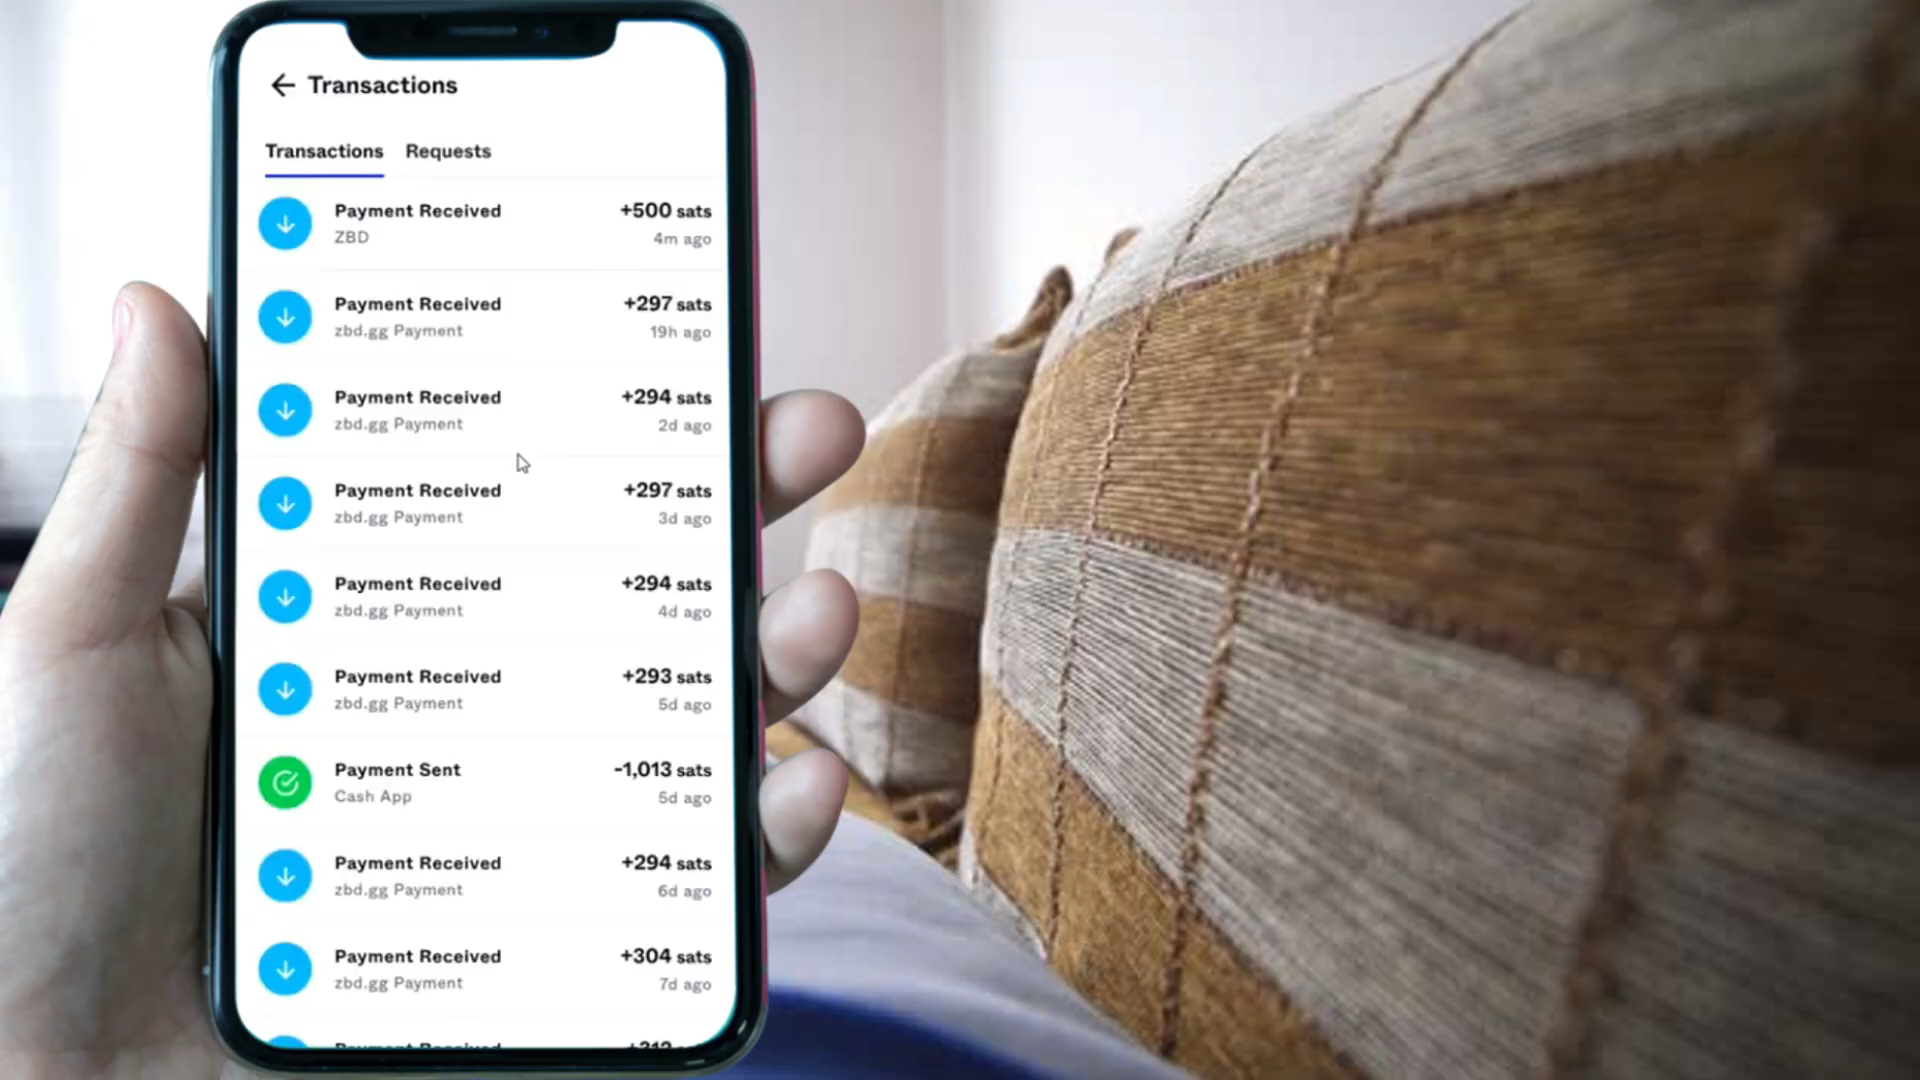 Transactions
Transactions Requests
Payment Received +500 sats
ZBD 4m ago
Payment Received +297 sats
zbd.gg Payment 19h ago
Payment Received +294 sats
zbd.gg Payment 2d ago
Payment Received +297 sats
zbd.gg Payment 3d ago
Payment Received +294 sats
zbd.gg Payment 4d ago
Payment Received +293 sats
zbd.gg Payment 5d ago
Payment Sent -1,013 sats
Cash App 5d ago
Payment Received +294 sats
zbd.gg Payment 6d ago
Payment Received +304 sats
zbd.gg Payment 7d ago
Payment Received